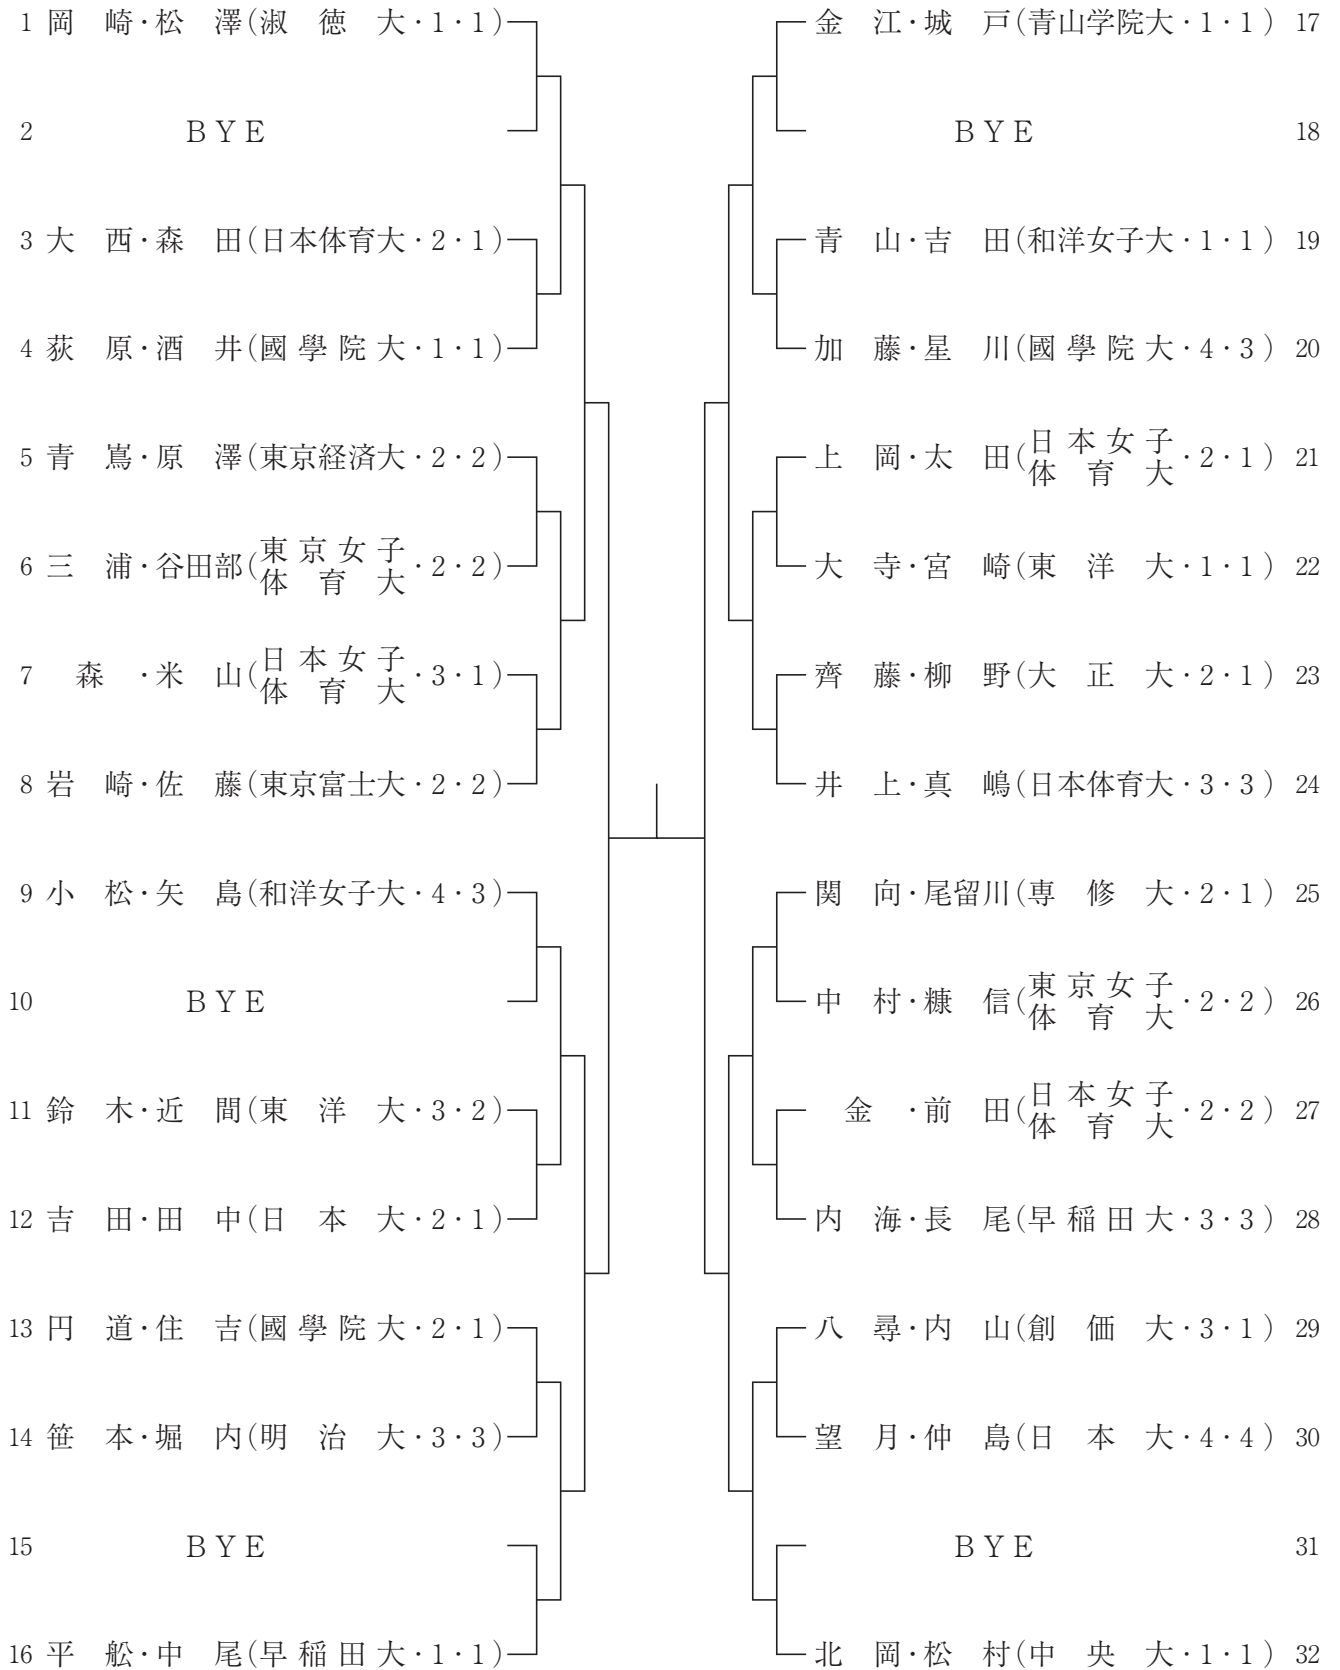 1 岡崎・松澤(淑徳大・1・1)
2 BYE
3 大西・森田(日本体育大・2・1)
4 荻原・酒井(國學院大・1・1)
5 青嶌・原澤(東京経済大・2・2)
6 三浦・谷田部(東京女子体育大・2・2)
7 森・米山(日本女子体育大・3・1)
8 岩崎・佐藤(東京富士大・2・2)
9 小松・矢島(和洋女子大・4・3)
10 BYE
11 鈴木・近間(東洋大・3・2)
12 吉田・田中(日本大・2・1)
13 円道・住吉(國學院大・2・1)
14 笹本・堀内(明治大・3・3)
15 BYE
16 平舩・中尾(早稲田大・1・1)
金江・城戸(青山学院大・1・1) 17
BYE 18
青山・吉田(和洋女子大・1・1) 19
加藤・星川(國學院大・4・3) 20
上岡・太田(日本女子体育大・2・1) 21
大寺・宮崎(東洋大・1・1) 22
齊藤・柳野(大正大・2・1) 23
井上・真嶋(日本体育大・3・3) 24
関向・尾留川(専修大・2・1) 25
中村・糠信(東京女子体育大・2・2) 26
金・前田(日本女子体育大・2・2) 27
内海・長尾(早稲田大・3・3) 28
八尋・内山(創価大・3・1) 29
望月・仲島(日本大・4・4) 30
BYE 31
北岡・松村(中央大・1・1) 32